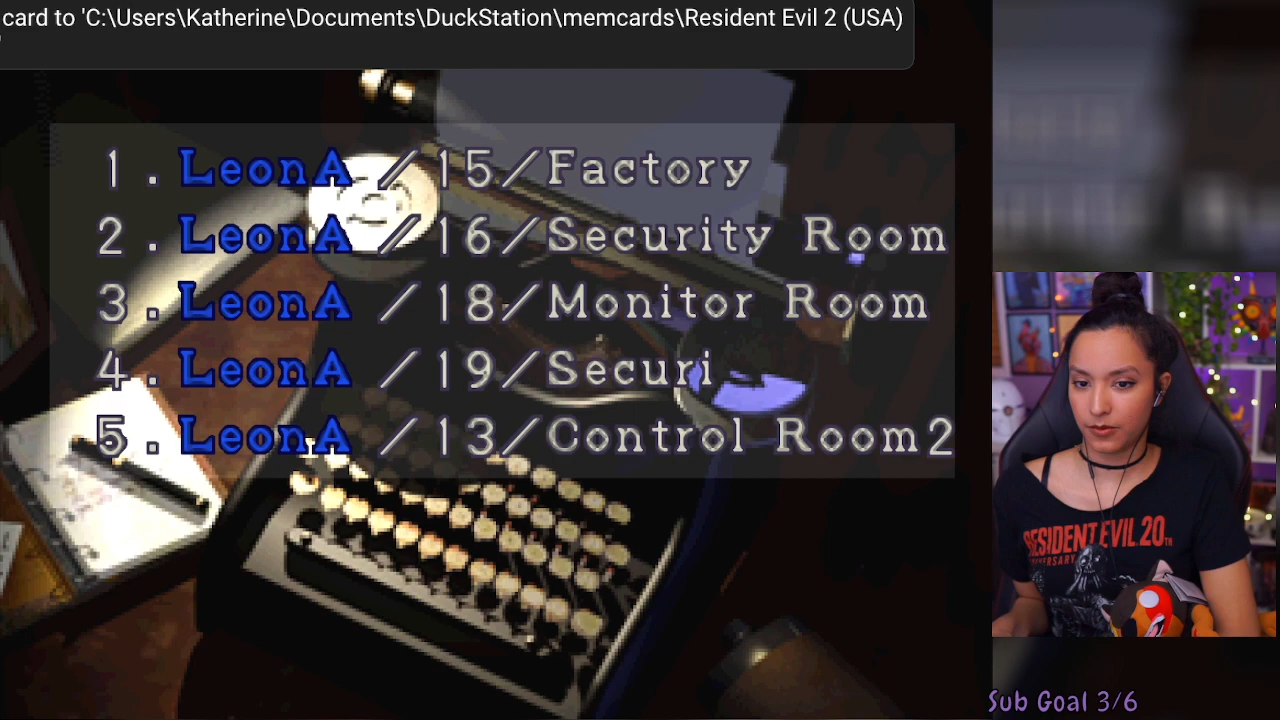 card to 'C:\Users\Katherine\Documents\DuckStation\memcards\Resident Evil 2 (USA)
'
1.LeonA /15/Factory
2.LeonA /16/Security Room
3.LeonA /18/Monitor Room
4.LeonA /19/Securi
5.LeonA /13/Control Room2
RESIDENT EVIL.20TH
Sub Goal 3/6